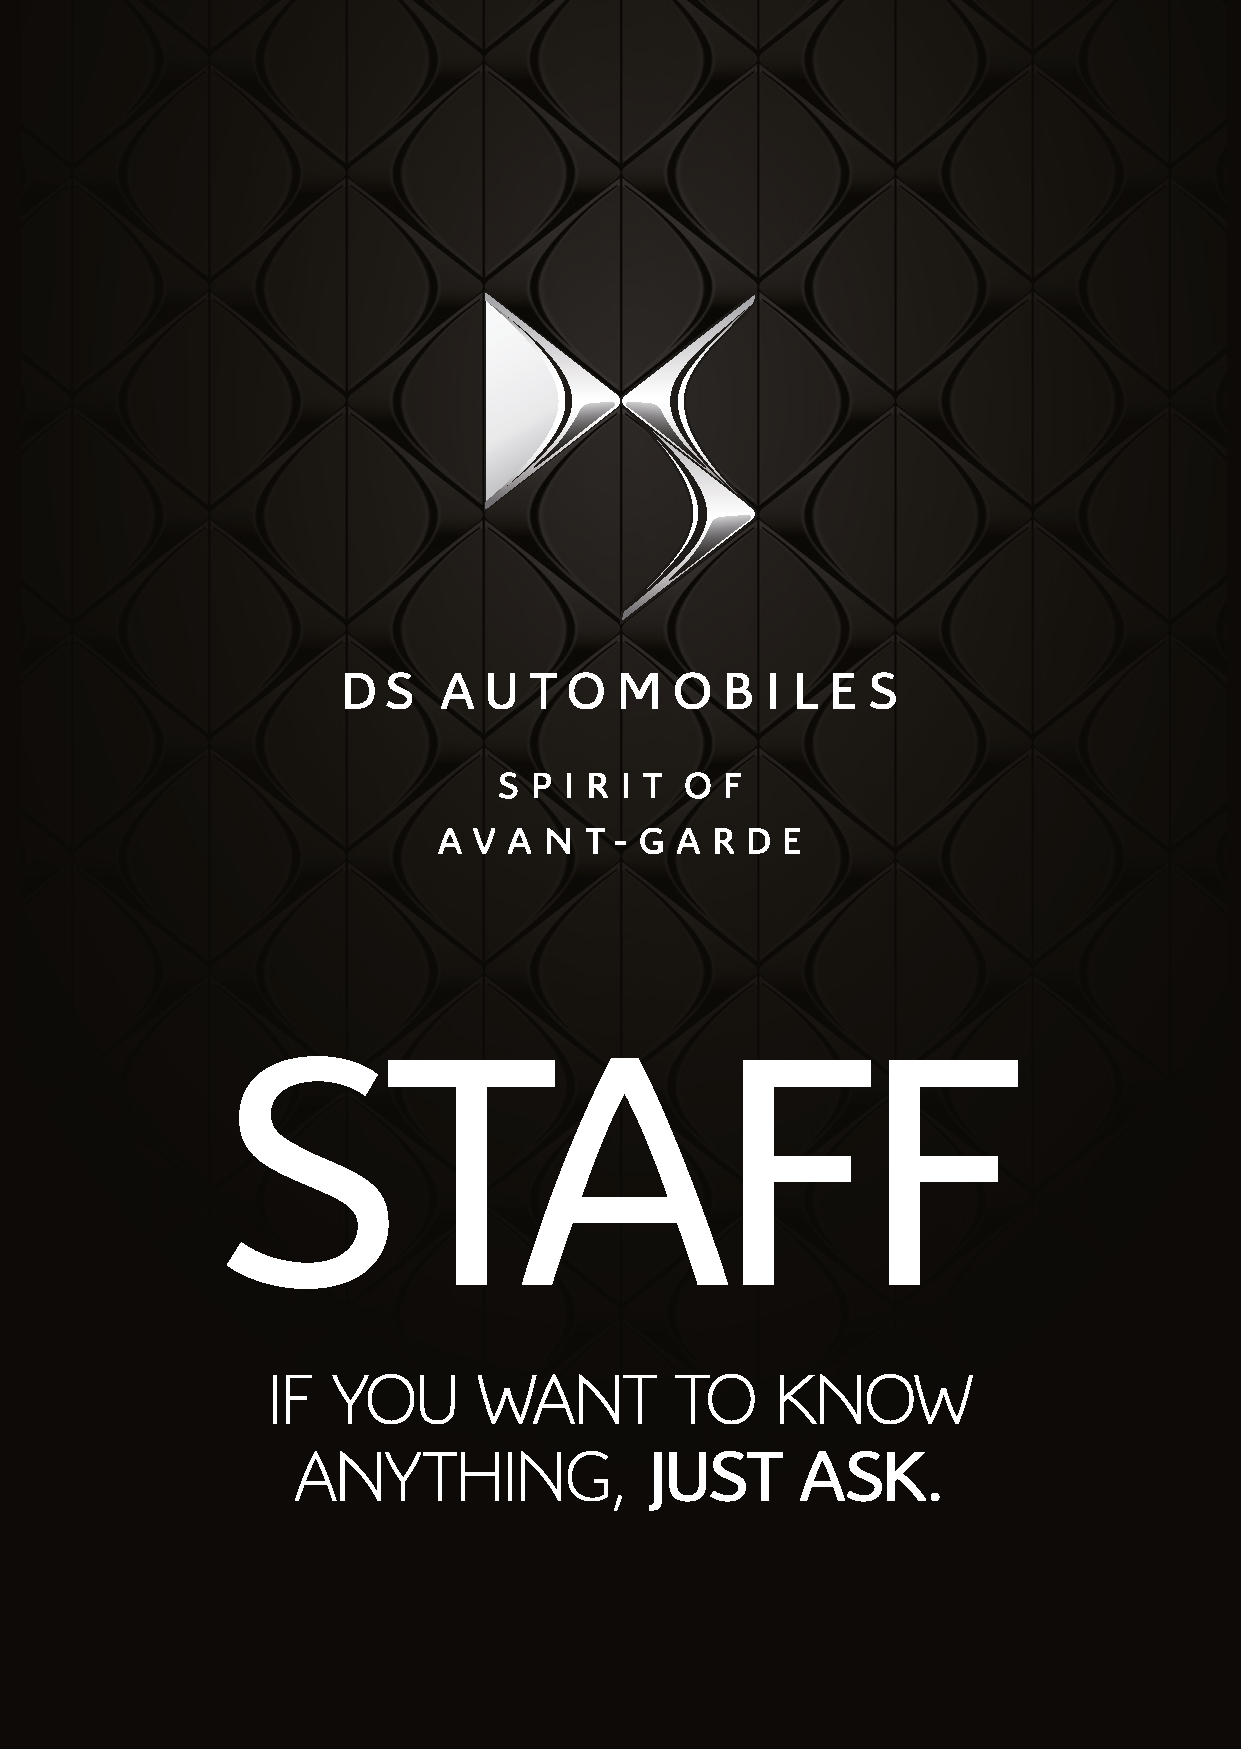 DS AUTOMOBILES
SPIRIT OF
AVANT-GARDE
STAFF
IF YOU WANT TO KNOW
ANYTHING, JUST ASK.